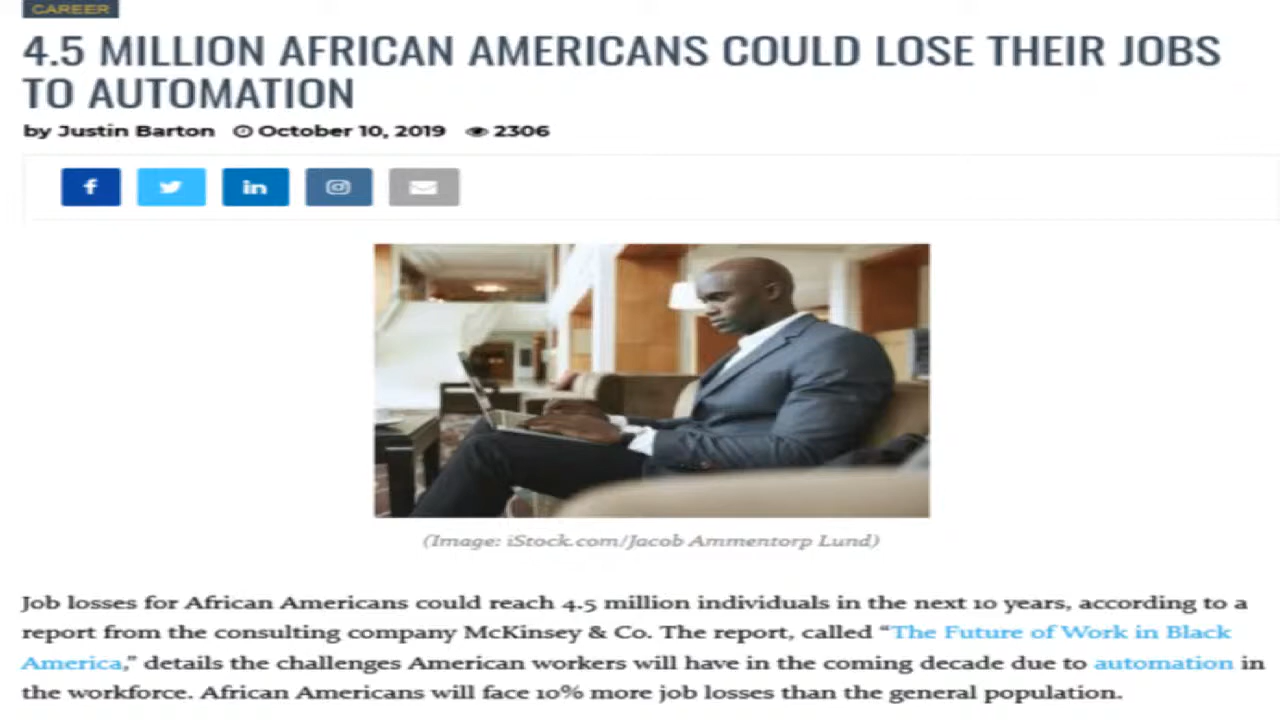 CAREER
4.5 MILLION AFRICAN AMERICANS COULD LOSE THEIR JOBS
TO AUTOMATION
by Justin Barton October 10, 2019 2306
f in
(Image: iStock.com/Jacob Ammentorp Lund)
Job losses for African Americans could reach 4.5 million individuals in the next 10 years, according to a
report from the consulting company McKinsey & Co. The report, called “The Future of Work in Black
America,” details the challenges American workers will have in the coming decade due to automation in
the workforce. African Americans will face 10% more job losses than the general population.